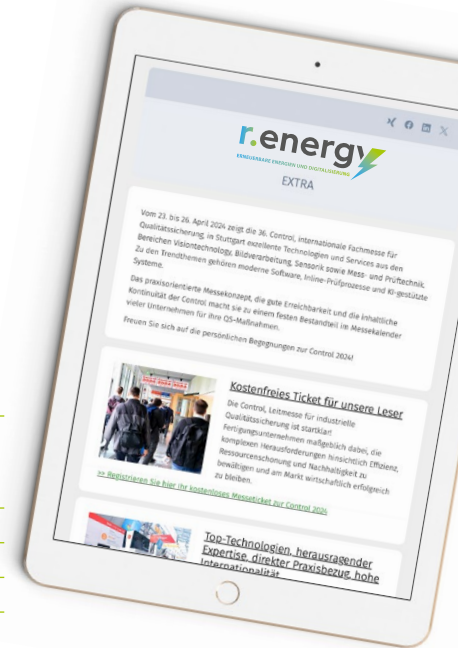 r.energy
ERNEUERBARE ENERGIEN UND DIGITALISIERUNG
EXTRA
Vom 23. bis 26. April 2024 zeigt die 36. Control, Internationale Fachmesse für
Qualitätssicherung, in Stuttgart exzellente Technologien und Services aus den
Bereichen Visiontechnology, Bildverarbeitung, Sensorik sowie Mess- und Prüftechnik.
Zu den Trendthemen gehören moderne Software, Inline-Prüfprozesse und KI-gestützte
Systeme.
Das praxisorientierte Messekonzept, die gute Erreichbarkeit und die inhaltliche
Kontinuität der Control macht sie zu einem festen Bestandteil im Messekalender
vieler Unternehmen für ihre QS-Maßnahmen.
Freuen Sie sich auf die persönlichen Begegnungen zur Control 2024!
Kostenfreies Ticket für unsere Leser
Die Control, Leitmesse für industrielle
Qualitätssicherung ist startklar!
Fertigungsunternehmen maßgeblich dabei, die
komplexen Herausforderungen hinsichtlich Effizienz,
Ressourcenschonung und Nachhaltigkeit zu
bewältigen und am Markt wirtschaftlich erfolgreich
zu bleiben.
>> Registrieren Sie hier ihr kostenloses Messeticket zur Control 2024
Top-Technologien, herausragender
Expertise, direkter Praxisbezug, hohe
Internationalität